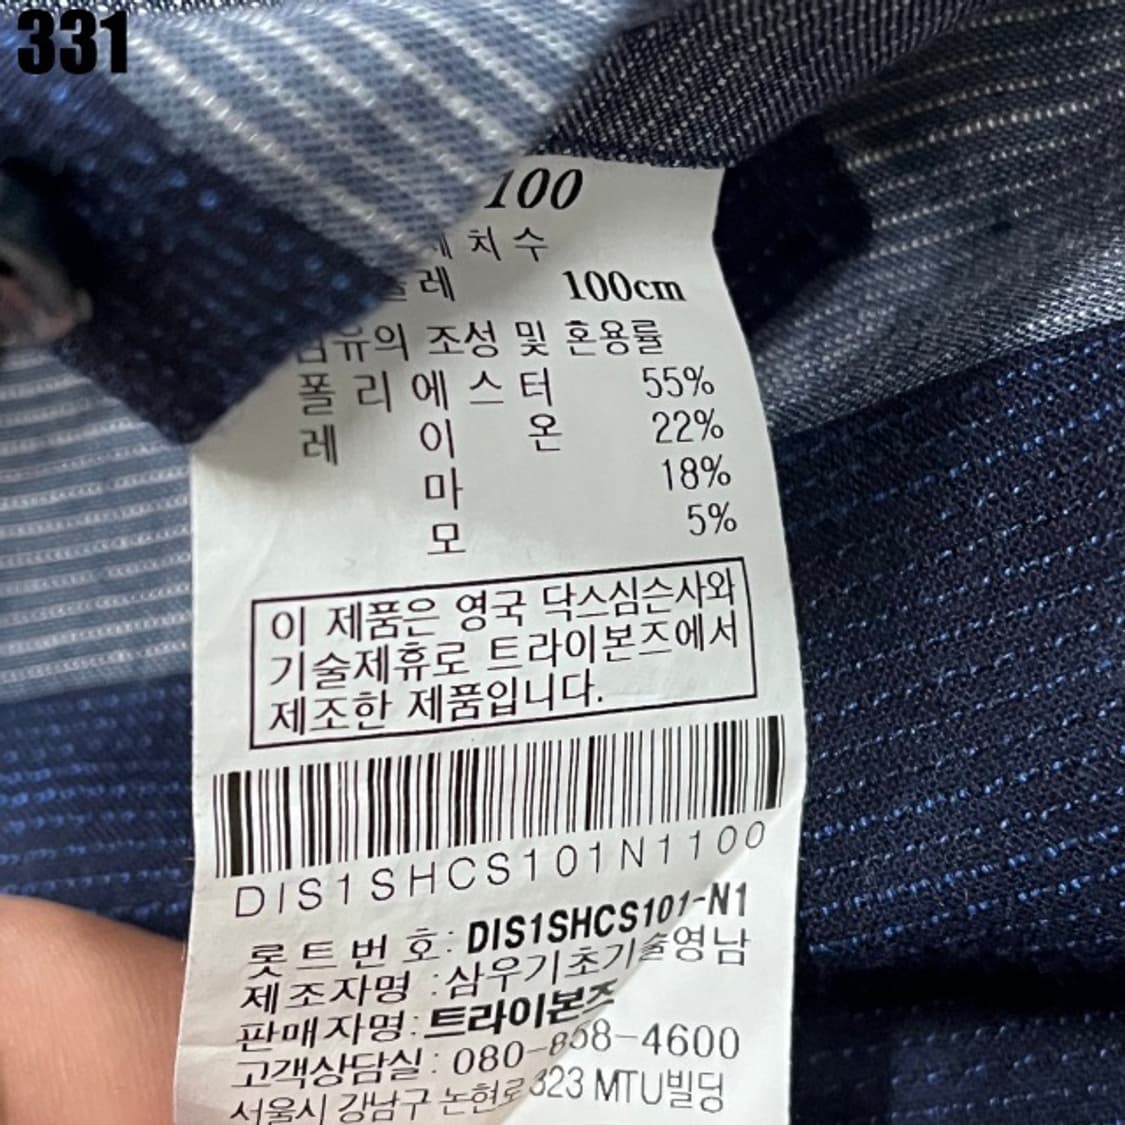 331
100
치수
레 100cm
섬유의 조성 및 혼용률
폴리에스터 55%
레이온 22%
마 18%
모 5%
이 제품은 영국 닥스심슨사와
기술제휴로 트라이본즈에서
제조한 제품입니다.
DIS1SHCS101N1100
롯트번호: DIS1SHCS101-N1
제조자명 :삼우기초기술영남
판매자명:트라이본즈
고객상담실: 080-858-4600
서울시 강남구 논현로 323 MTU빌딩